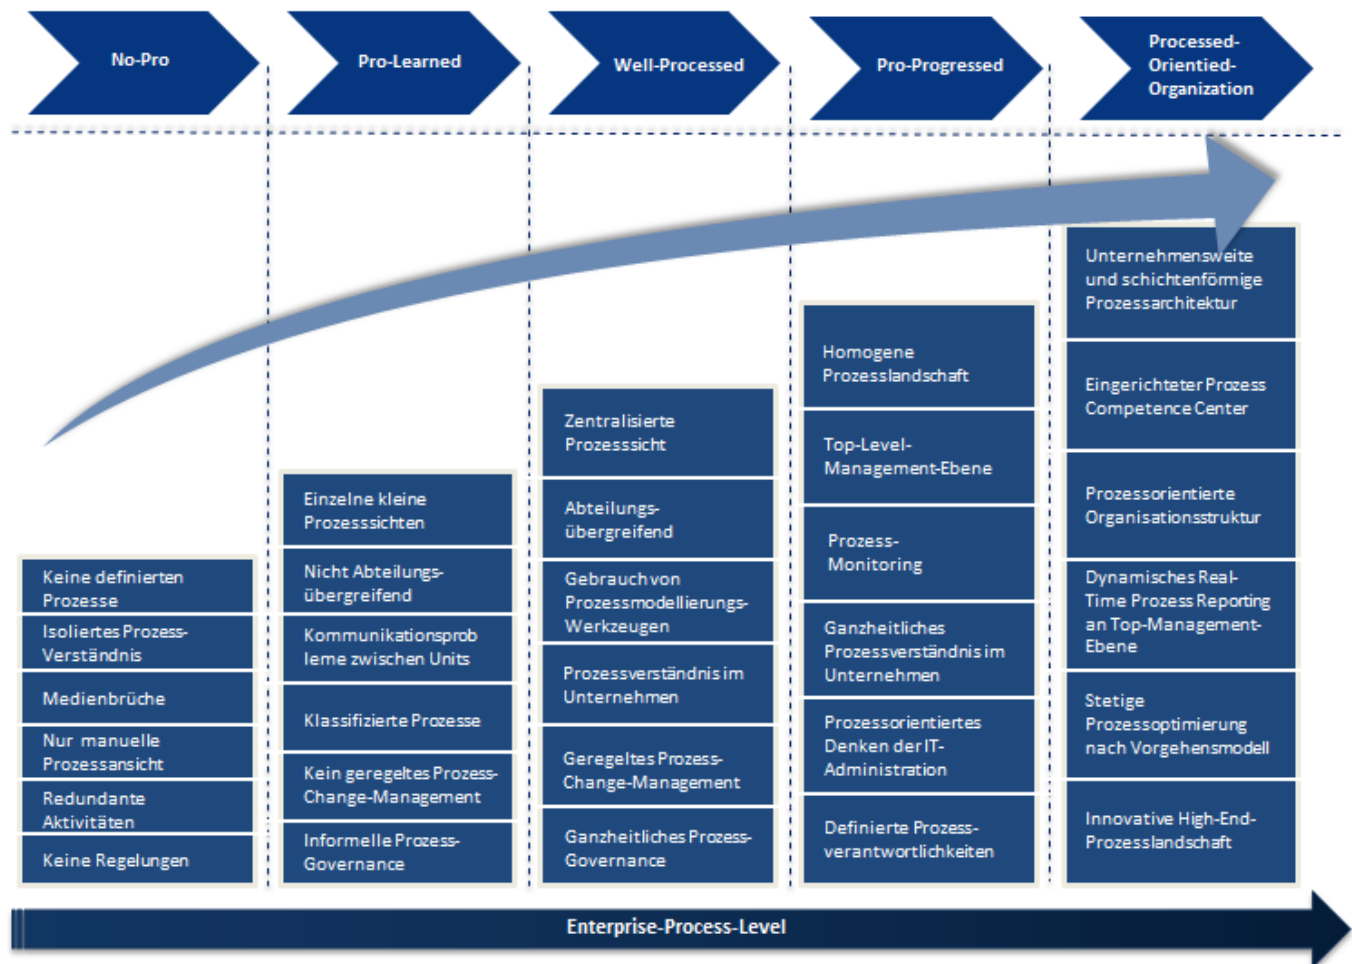 No-Pro
Pro-Learned
Well-Processed
Pro-Progressed
Processed-
Orientied-
Organization
Keine definierten
Prozesse
Isoliertes Prozess-
Verständnis
Medienbrüche
Nur manuelle
Prozessansicht
Redundante
Aktivitäten
Keine Regelungen
Einzelne kleine
Prozesssichten
Nicht Abteilungs-
übergreifend
Kommunikationsprob
leme zwischen Units
Klassifizierte Prozesse
Kein geregeltes Prozess-
Change-Management
Informelle Prozess-
Governance
Zentralisierte
Prozesssicht
Abteilungs-
übergreifend
Gebrauch von
Prozessmodellierungs-
Werkzeugen
Prozessverständnis im
Unternehmen
Geregeltes Prozess-
Change-Management
Ganzheitliches Prozess-
Governance
Homogene
Prozesslandschaft
Top-Level-
Management-Ebene
Prozess-
Monitoring
Ganzheitliches
Prozessverständnis im
Unternehmen
Prozessorientiertes
Denken der IT-
Administration
Definierte Prozess-
verantwortlichkeiten
Unternehmensweite
und schichtenförmige
Prozessarchitektur
Eingerichteter Prozess
Competence Center
Prozessorientierte
Organisationsstruktur
Dynamisches Real-
Time Prozess Reporting
an Top-Management-
Ebene
Stetige
Prozessoptimierung
nach Vorgehensmodell
Innovative High-End-
Prozesslandschaft
Enterprise-Process-Level